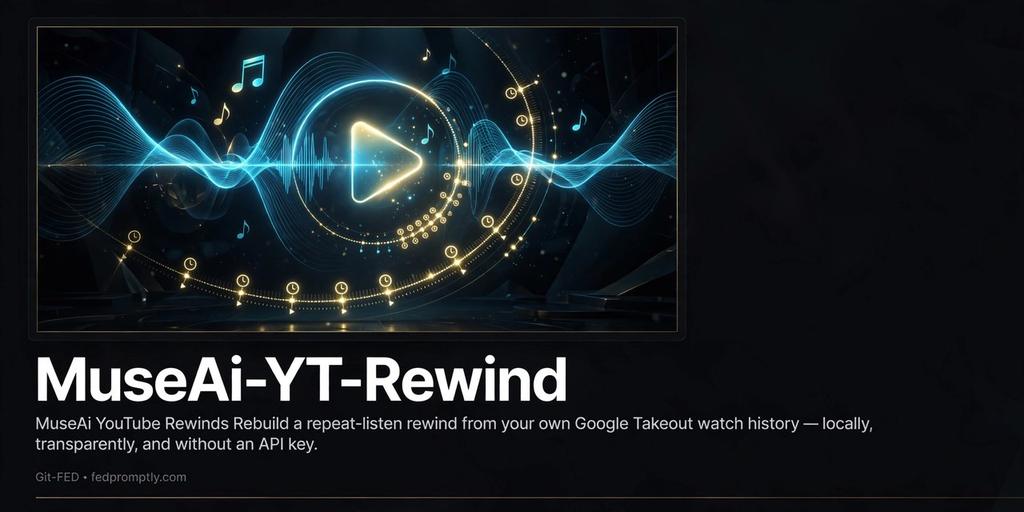 MuseAi-YT-Rewind
MuseAi YouTube Rewinds Rebuild a repeat-listen rewind from your own Google Takeout watch history — locally,
transparently, and without an API key.
Git-FED • fedpromptly.com